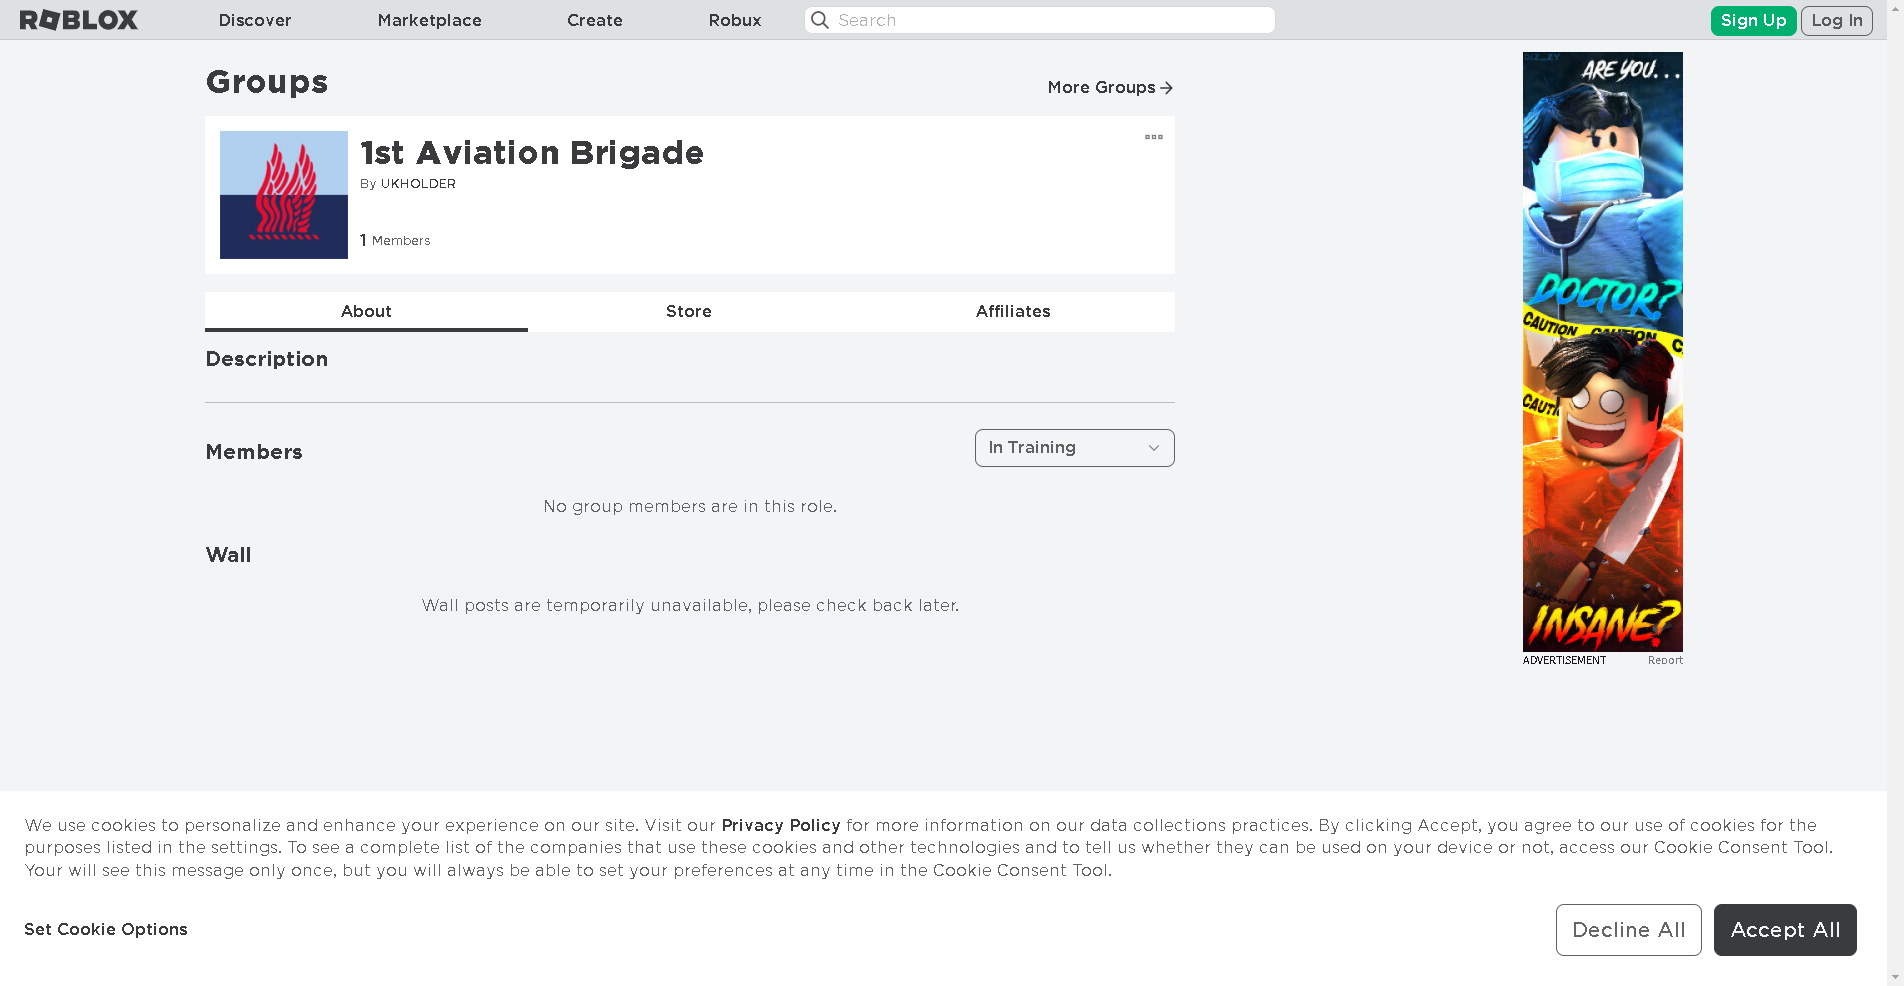 ROBLOX
Discover
Marketplace
Create
Robux
Search
Sign Up
Log In
Groups
More Groups
1st Aviation Brigade
By UKHOLDER
1 Members
About
Store
Affiliates
Description
Members
In Training
No group members are in this role.
Wall
Wall posts are temporarily unavailable, please check back later.
ARE YOU...
DOCTOR?
CAUTION CAUTION C
CAUTI
INSANE?
ADVERTISEMENT
Report
We use cookies to personalize and enhance your experience on our site. Visit our Privacy Policy for more information on our data collections practices. By clicking Accept, you agree to our use of cookies for the
purposes listed in the settings. To see a complete list of the companies that use these cookies and other technologies and to tell us whether they can be used on your device or not, access our Cookie Consent Tool.
Your will see this message only once, but you will always be able to set your preferences at any time in the Cookie Consent Tool.
Set Cookie Options
Decline All
Accept All